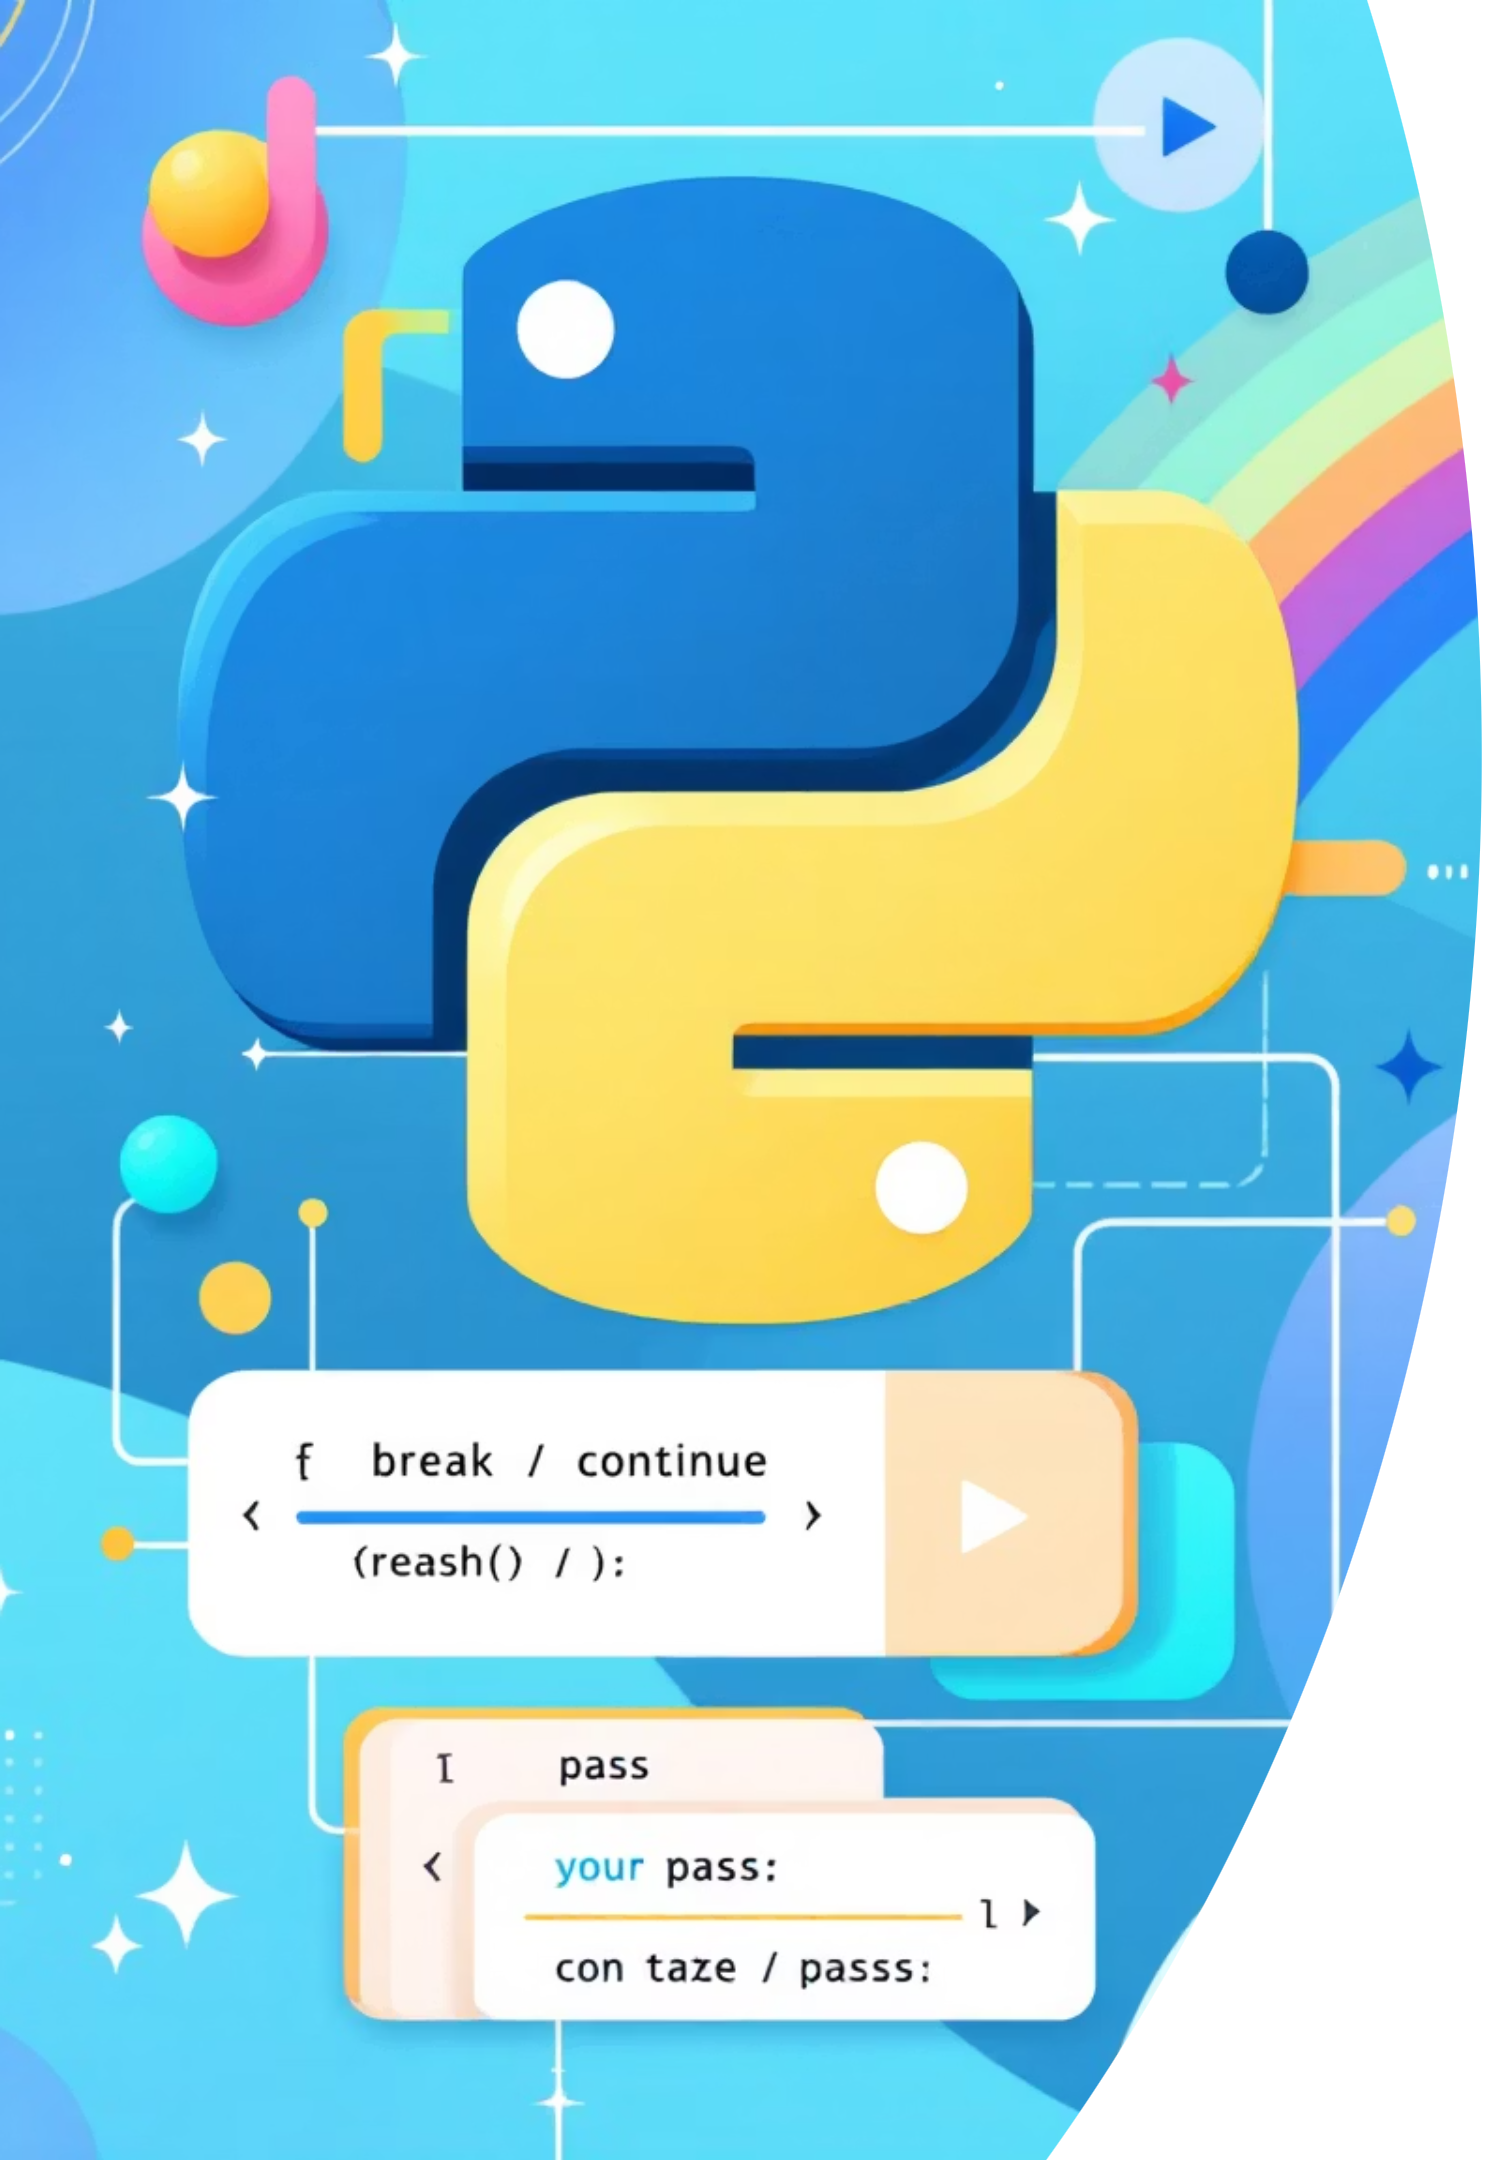 f break / continue
‹ ›
(reash() / ):
I pass
‹
your pass:
l
con taze / passs: